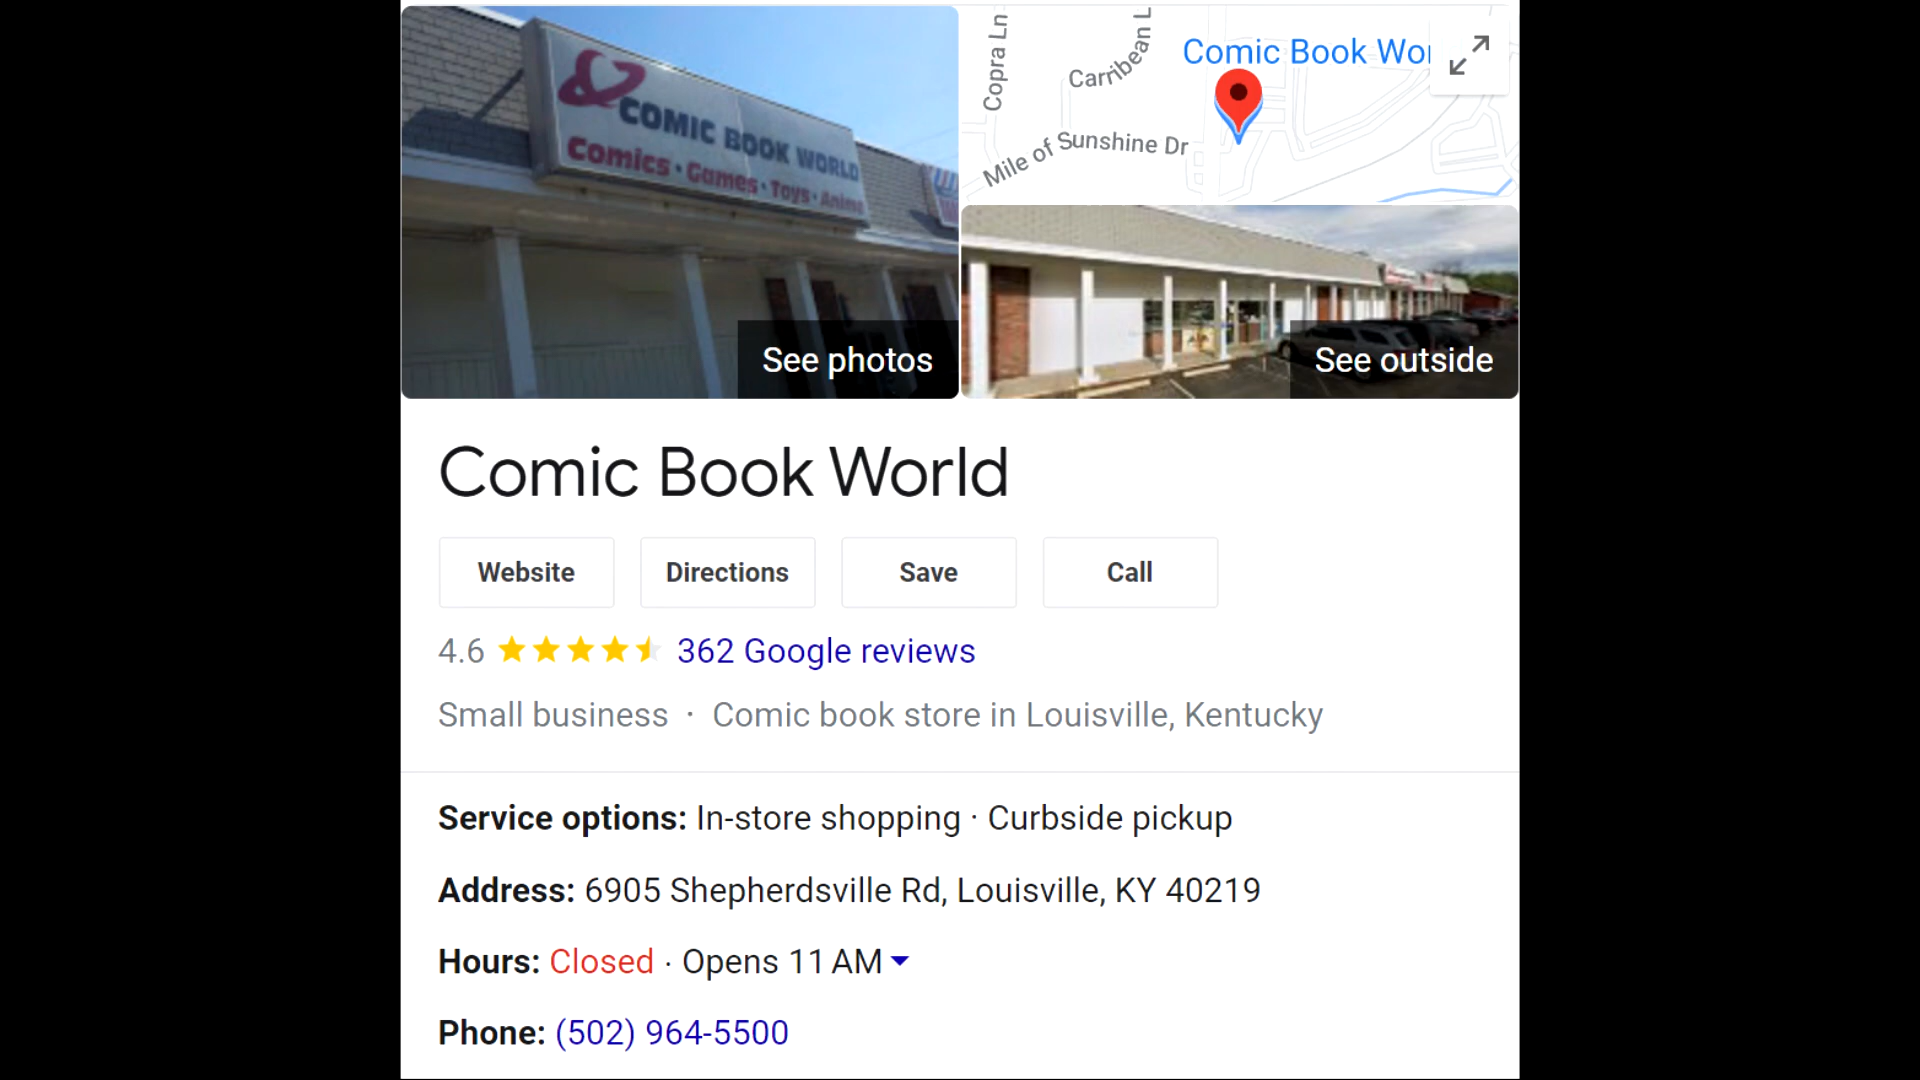 COMIC BOOK WORLD
Comics · Games · Toys · Anime
See photos
Copra Ln
Carribean L
Comic Book Wor
Mile of Sunshine Dr
See outside
Comic Book World
Website
Directions
Save
Call
4.6 362 Google reviews
Small business · Comic book store in Louisville, Kentucky
Service options: In-store shopping · Curbside pickup
Address: 6905 Shepherdsville Rd, Louisville, KY 40219
Hours: Closed · Opens 11 AM
Phone: (502) 964-5500